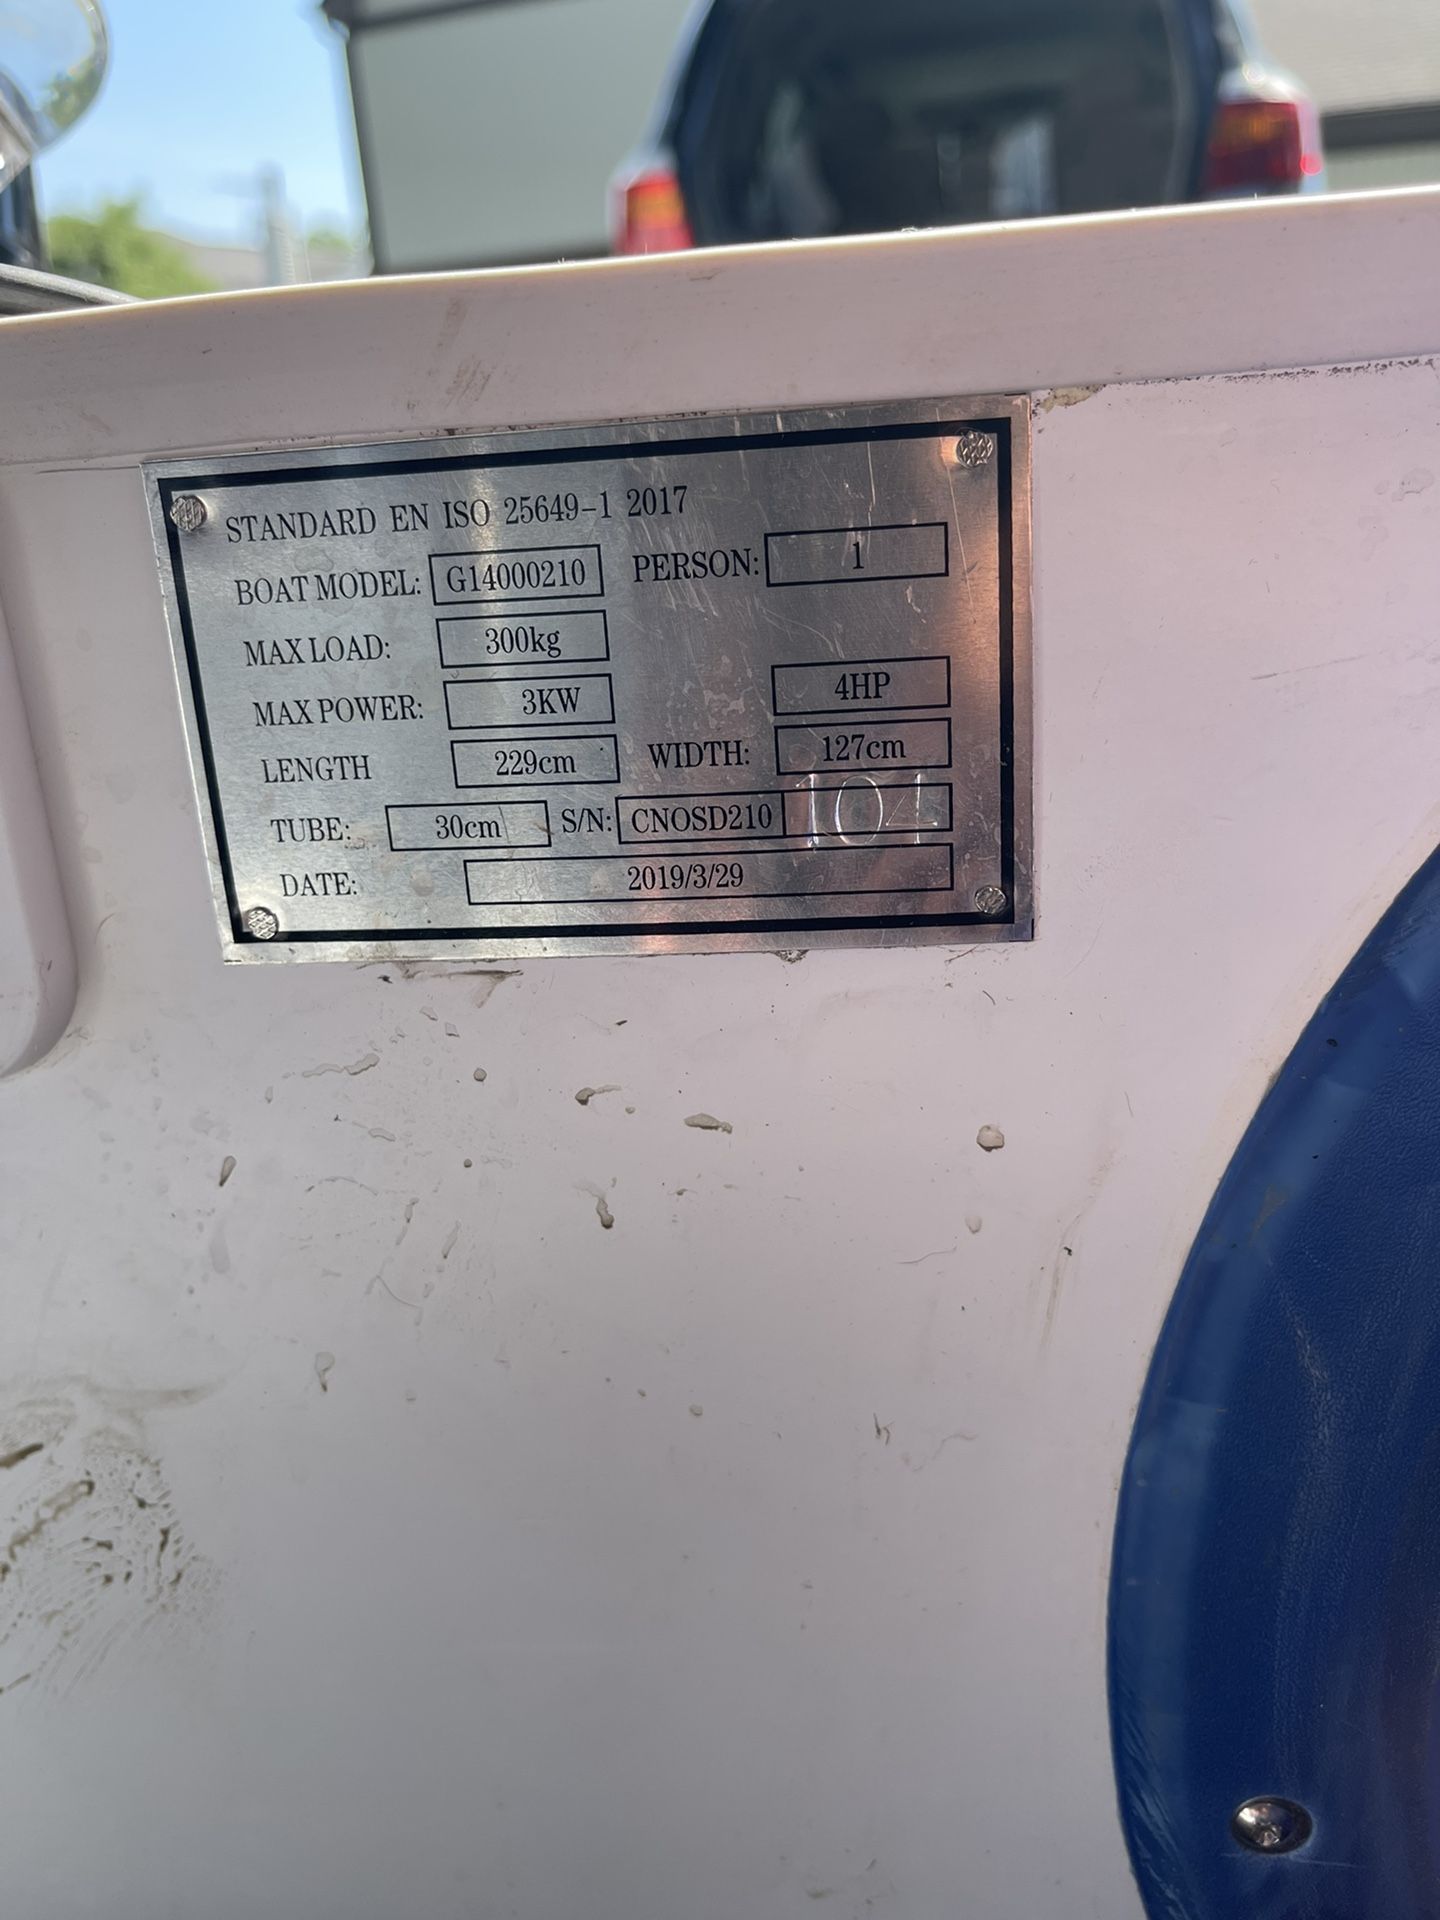 STANDARD EN ISO 25649-1 2017
BOAT MODEL: G14000210 PERSON: 1
MAX LOAD: 300kg
MAX POWER: 3KW 4HP
LENGTH 229cm WIDTH: 127cm
TUBE: 30cm S/N: CNOSD210 104
DATE: 2019/3/29